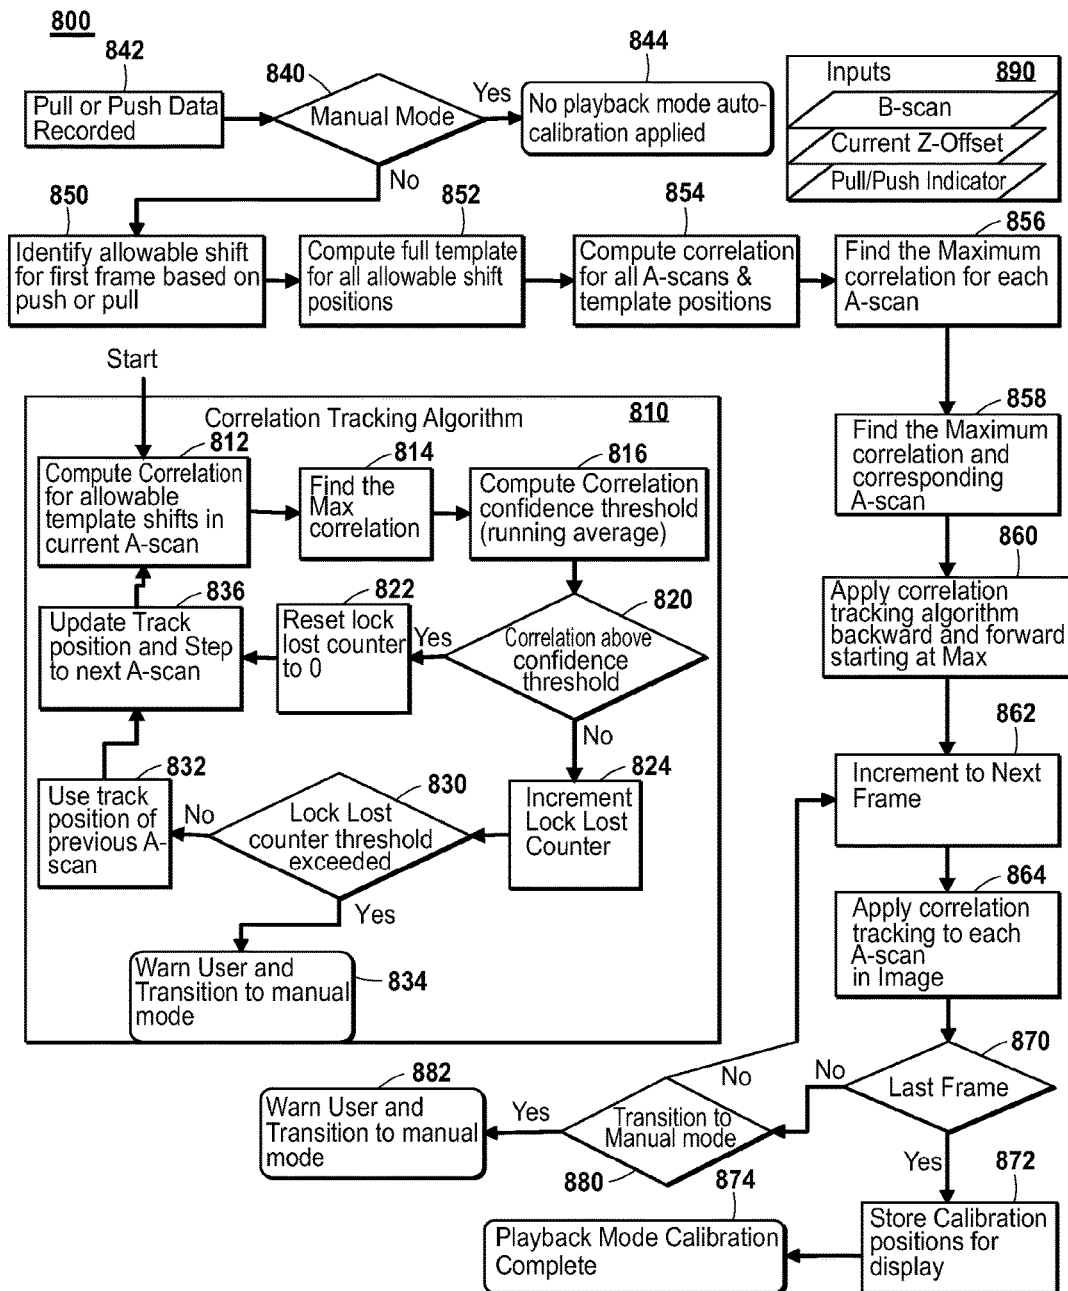 800
842
Pull or Push Data
Recorded
840
Manual Mode
Yes
No
844
No playback mode auto-
calibration applied
Inputs 890
B-scan
Current Z-Offset
Pull/Push Indicator
850
Identify allowable shift
for first frame based on
push or pull
852
Compute full template
for all allowable shift
positions
854
Compute correlation
for all A-scans &
template positions
856
Find the Maximum
correlation for each
A-scan
858
Find the Maximum
correlation and
corresponding
A-scan
860
Apply correlation
tracking algorithm
backward and forward
starting at Max
862
Increment to Next
Frame
864
Apply correlation
tracking to each
A-scan
in Image
870
Last Frame
No
Yes
872
Store Calibration
positions for
display
874
Playback Mode Calibration
Complete
880
Transition to
Manual mode
No
Yes
882
Warn User and
Transition to manual
mode
Start
Correlation Tracking Algorithm 810
812
Compute Correlation
for allowable
template shifts in
current A-scan
814
Find the
Max
correlation
816
Compute Correlation
confidence threshold
(running average)
820
Correlation above
confidence
threshold
Yes
No
822
Reset lock
lost counter
to 0
836
Update Track
position and Step
to next A-scan
824
Increment
Lock Lost
Counter
830
Lock Lost
counter threshold
exceeded
No
Yes
832
Use track
position of
previous A-
scan
834
Warn User and
Transition to manual
mode